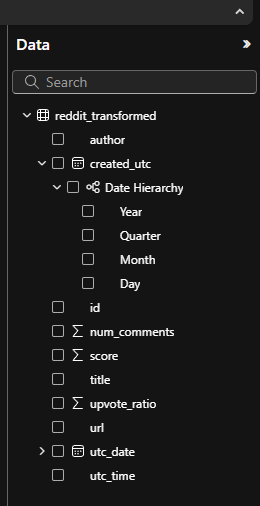 Data
Search
reddit_transformed
author
created_utc
Date Hierarchy
Year
Quarter
Month
Day
id
num_comments
score
title
upvote_ratio
url
utc_date
utc_time